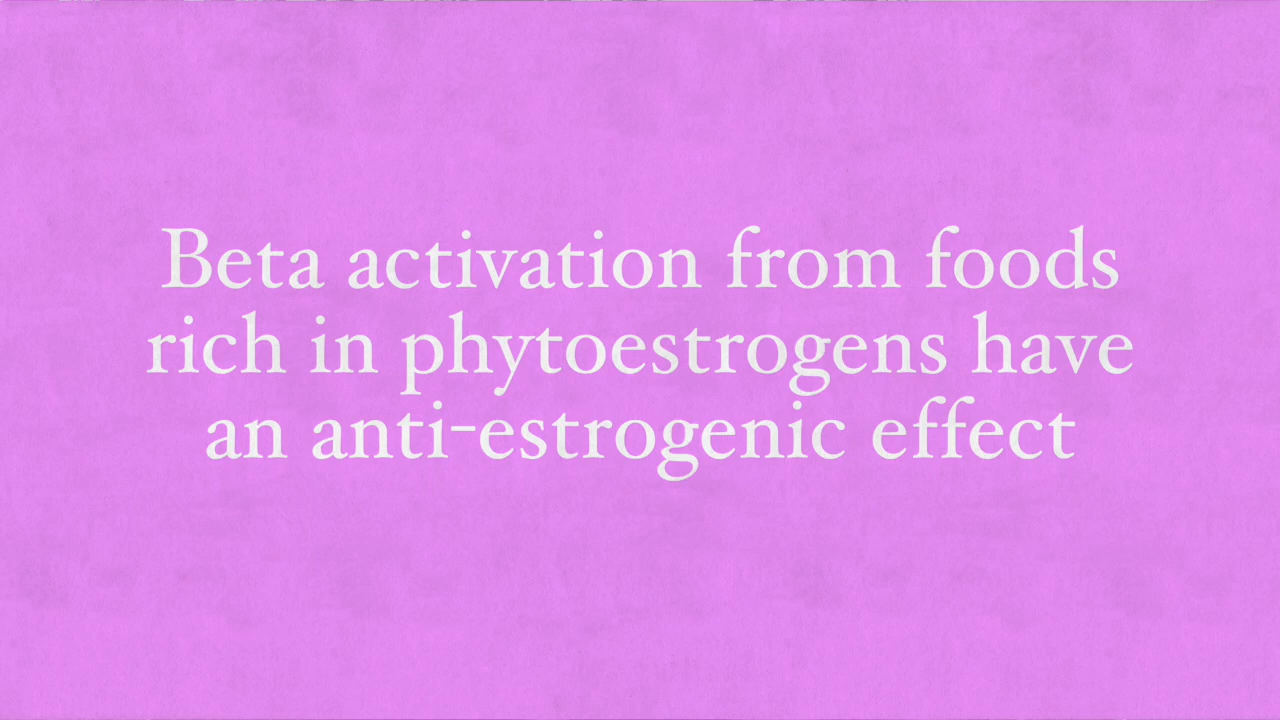 Beta activation from foods
rich in phytoestrogens have
an anti-estrogenic effect